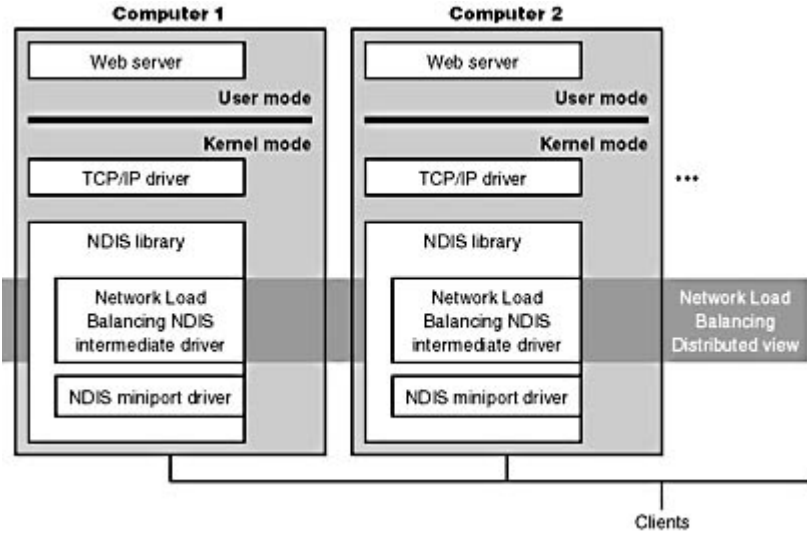 Computer 1
Web server
User mode
Kernel mode
TCP/IP driver
NDIS library
Network Load
Balancing NDIS
intermediate driver
NDIS miniport driver
Computer 2
Web server
User mode
Kernel mode
TCP/IP driver
NDIS library
Network Load
Balancing NDIS
intermediate driver
NDIS miniport driver
...
Network Load
Balancing
Distributed view
Clients